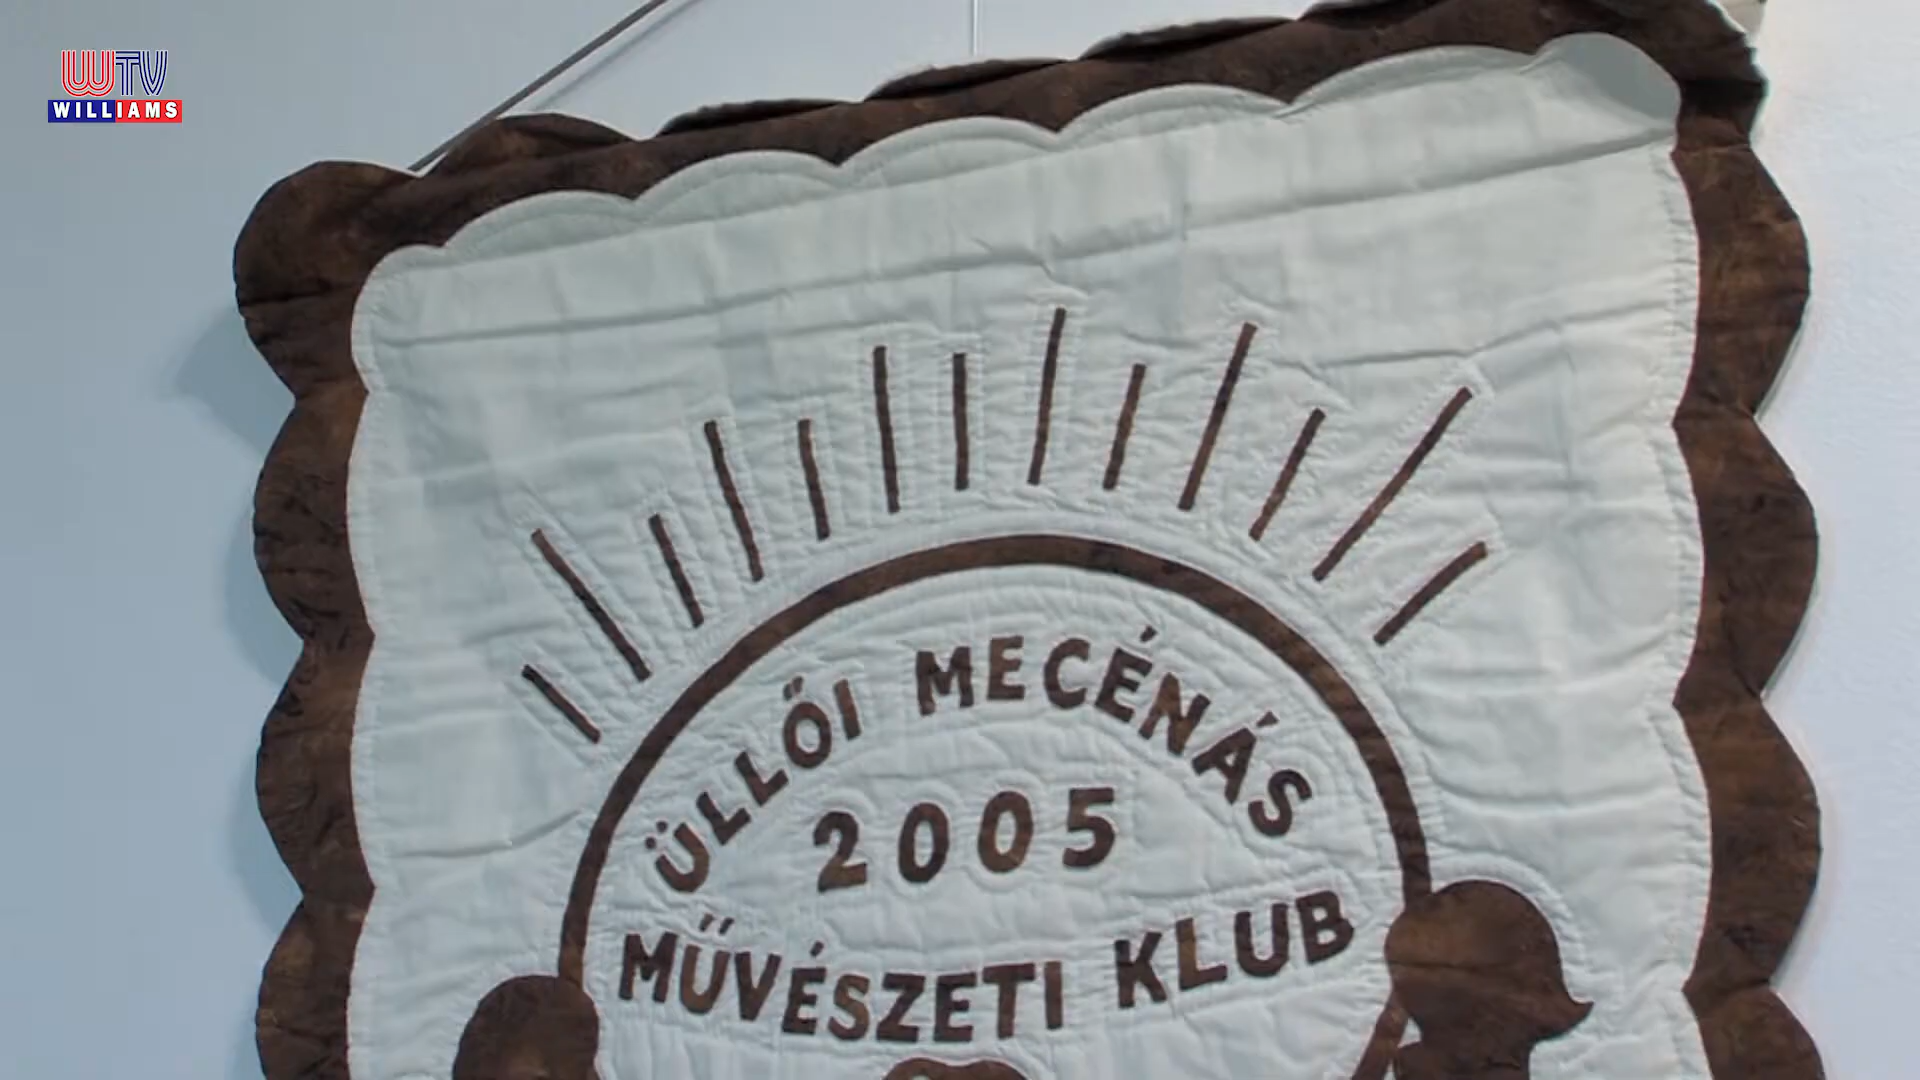 WTV
WILLIAMS
ÜLLŐI MECÉNÁS
2005
MŰVÉSZETI KLUB